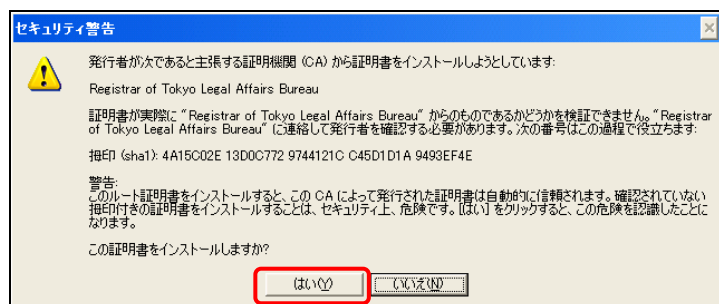 セキュリティ警告
発行者が次であると主張する証明機関 (CA) から証明書をインストールしようとしています:
Registrar of Tokyo Legal Affairs Bureau
証明書が実際に "Registrar of Tokyo Legal Affairs Bureau" からのものであるかどうかを検証できません。"Registrar
of Tokyo Legal Affairs Bureau" に連絡して発行者を確認する必要があります。次の番号はこの過程で役立ちます:
拇印 (sha1): 4A15C02E 13D0C772 9744121C C45D1D1A 9493EF4E
警告:
このルート証明書をインストールすると、この CA によって発行された証明書は自動的に信頼されます。確認されていない
拇印付きの証明書をインストールすることは、セキュリティ上、危険です。[はい] をクリックすると、この危険を認識したことに
なります。
この証明書をインストールしますか?
はい(Y)
いいえ(N)